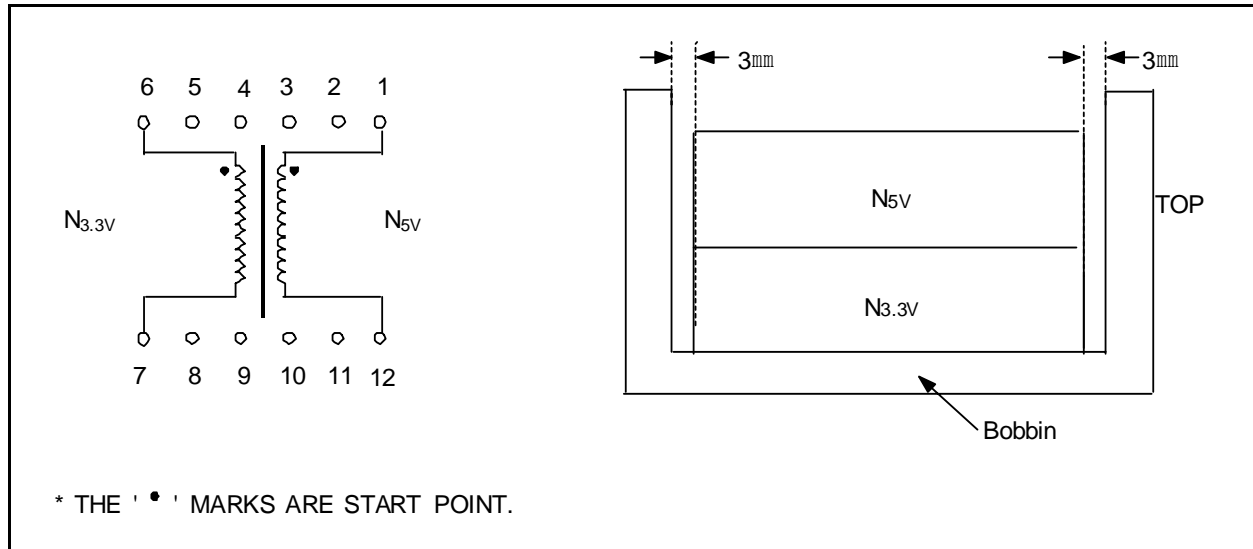 3㎜ 3㎜
6 5 4 3 2 1
N5V TOP
N3.3V N5V
N3.3V
7 8 9 10 11 12
Bobbin
* THE ' • ' MARKS ARE START POINT.